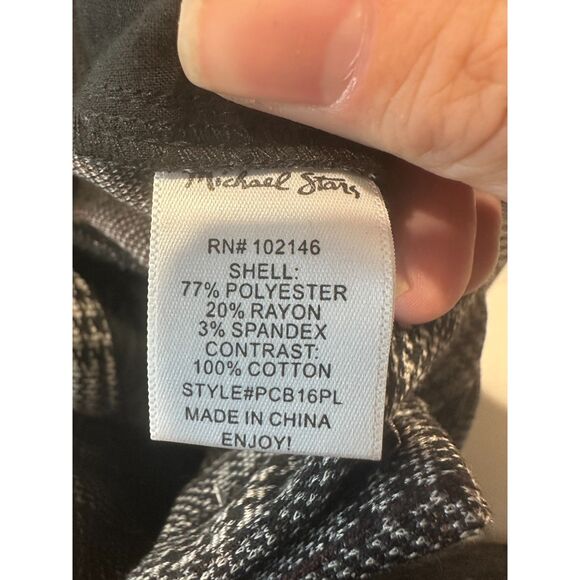 Michael Stars
RN# 102146
SHELL:
77% POLYESTER
20% RAYON
3% SPANDEX
CONTRAST:
100% COTTON
STYLE#PCB16PL
MADE IN CHINA
ENJOY!